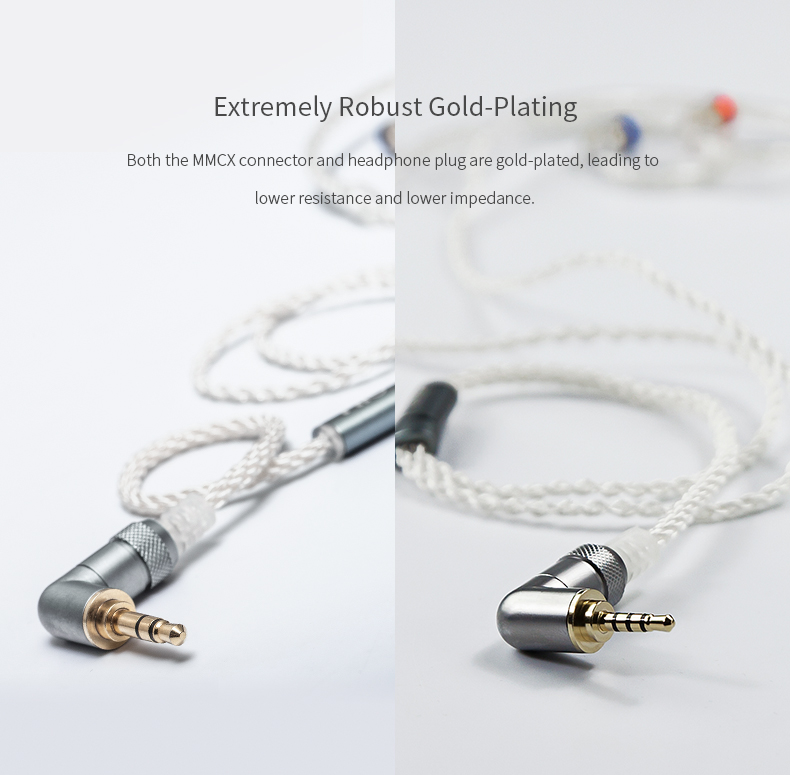 Extremely Robust Gold-Plating
Both the MMCX connector and headphone plug are gold-plated, leading to
lower resistance and lower impedance.